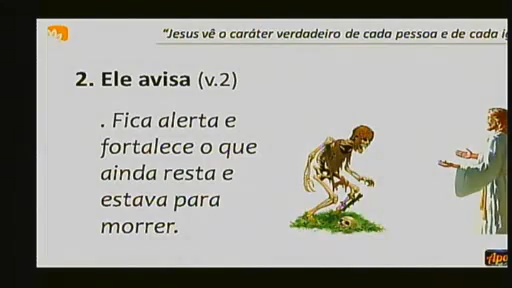 "Jesus vê o caráter verdadeiro de cada pessoa e de cada
2. Ele avisa (v.2)
. Fica alerta e
fortalece o que
ainda resta e
estava para
morrer.